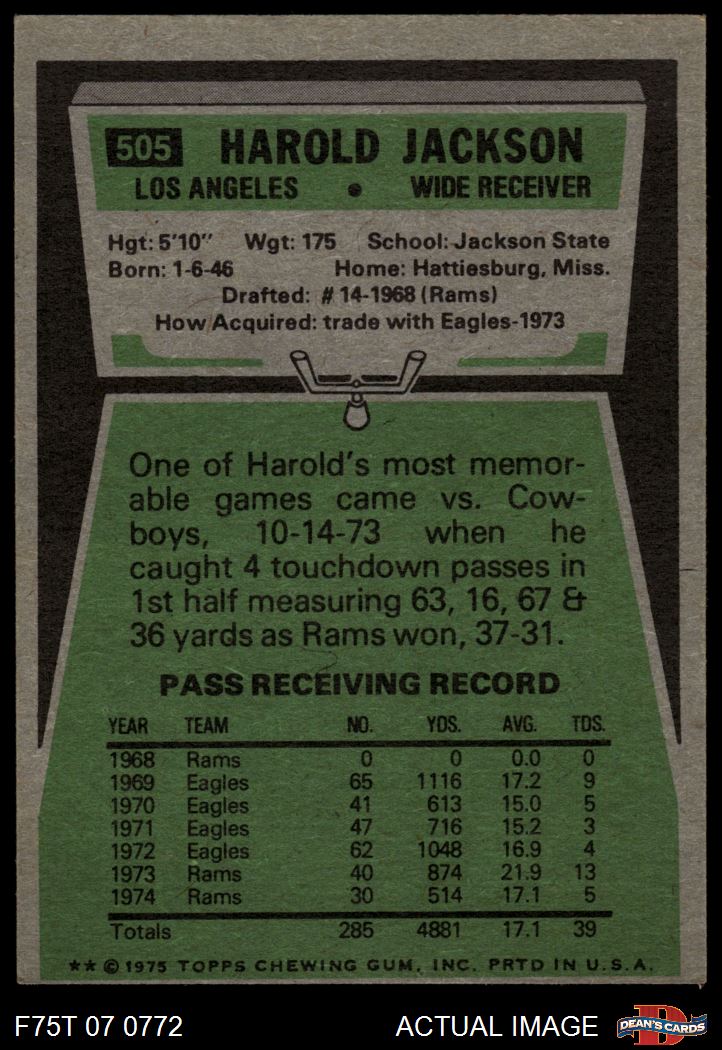 505 HAROLD JACKSON
LOS ANGELES • WIDE RECEIVER
Hgt: 5'10" Wgt: 175 School: Jackson State
Born: 1-6-46 Home: Hattiesburg, Miss.
Drafted: #14-1968 (Rams)
How Acquired: trade with Eagles-1973
One of Harold's most memor-
able games came vs. Cow-
boys, 10-14-73 when he
caught 4 touchdown passes in
1st half measuring 63, 16, 67 &
36 yards as Rams won, 37-31.
PASS RECEIVING RECORD
YEAR TEAM NO. YDS. AVG. TDS.
1968 Rams 0 0 0.0 0
1969 Eagles 65 1116 17.2 9
1970 Eagles 41 613 15.0 5
1971 Eagles 47 716 15.2 3
1972 Eagles 62 1048 16.9 4
1973 Rams 40 874 21.9 13
1974 Rams 30 514 17.1 5
Totals 285 4881 17.1 39
** © 1975 TOPPS CHEWING GUM, INC. PRTD IN U.S.A.
F75T 07 0772 ACTUAL IMAGE D DEAN'S CARDS